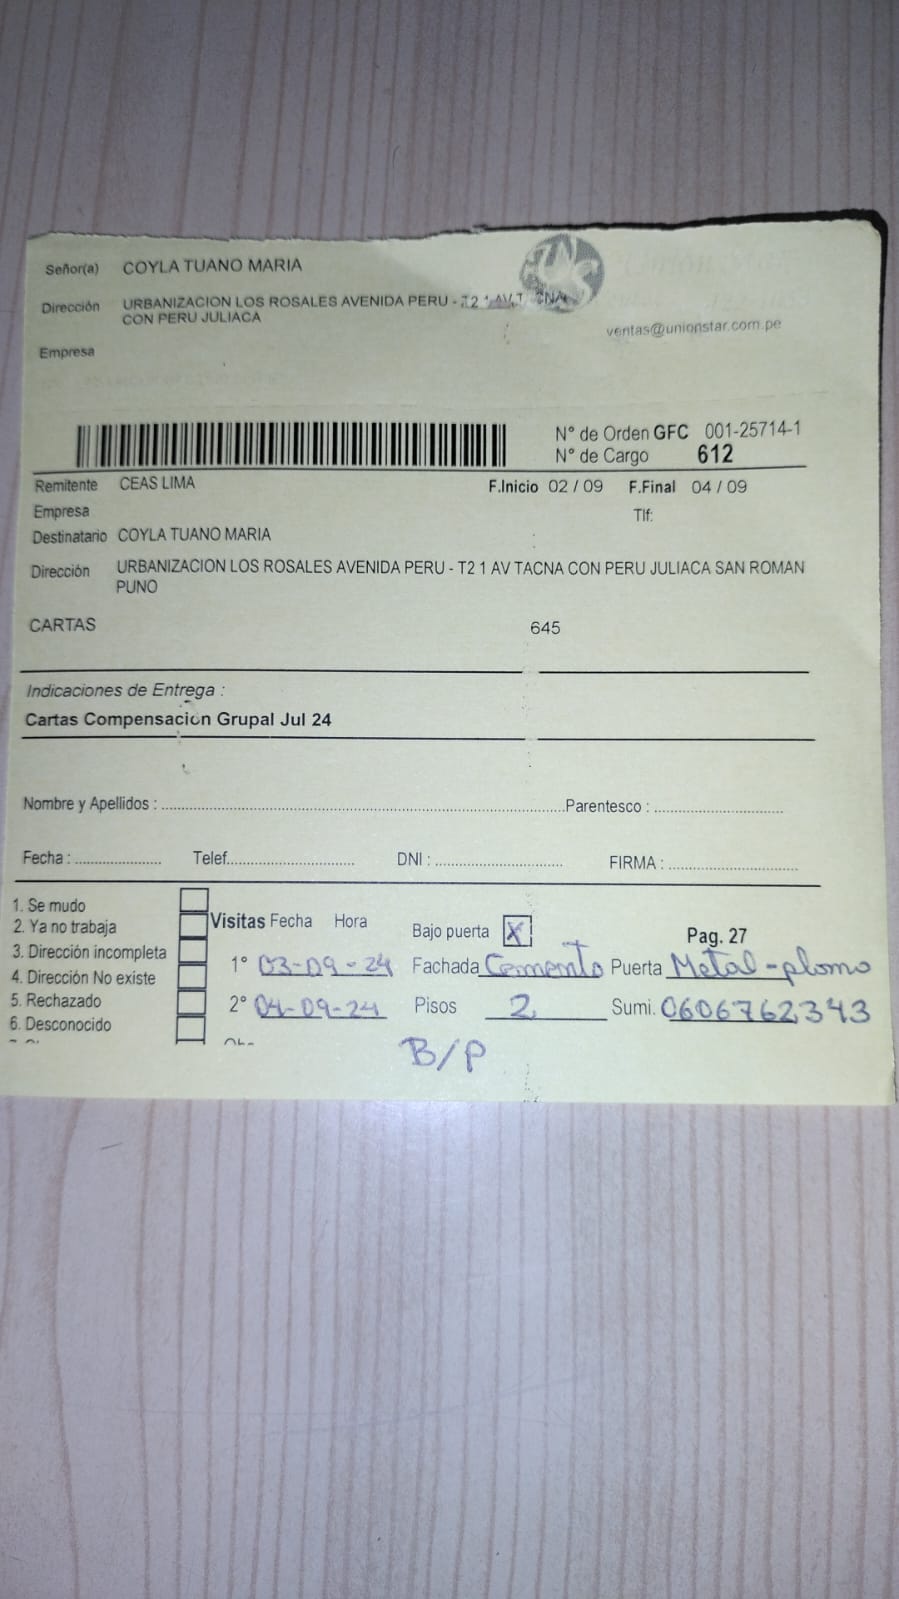 Señor(a) COYLA TUANO MARIA
Dirección URBANIZACION LOS ROSALES AVENIDA PERU - T2 1 AV T CNA
CON PERU JULIACA
ventas@unionstar.com.pe
Empresa
N° de Orden GFC 001-25714-1
N° de Cargo 612
Remitente CEAS LIMA F.Inicio 02 / 09 F.Final 04 / 09
Empresa Tlf:
Destinatario COYLA TUANO MARIA
Dirección URBANIZACION LOS ROSALES AVENIDA PERU - T2 1 AV TACNA CON PERU JULIACA SAN ROMAN
PUNO
CARTAS 645
Indicaciones de Entrega :
Cartas Compensación Grupal Jul 24
Nombre y Apellidos : Parentesco :
Fecha : Telef. DNI : FIRMA :
1. Se mudo
2. Ya no trabaja
3. Dirección incompleta
4. Dirección No existe
5. Rechazado
6. Desconocido
Visitas Fecha Hora Bajo puerta X Pag. 27
1° 03-09-24 Fachada Cemento Puerta Metal-plomo
2° 04-09-24 Pisos 2 Sumi. 0606762343
B/P